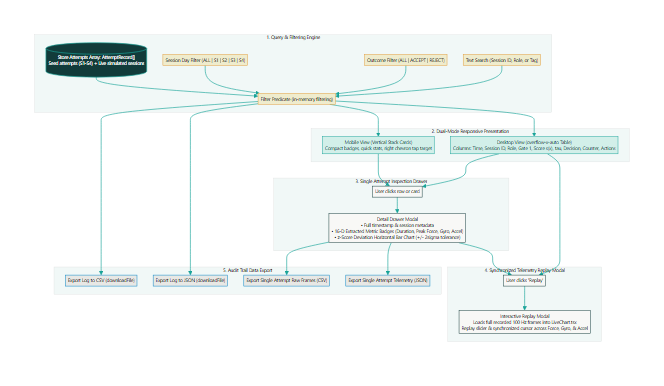 1. Query & Filtering Engine
Store Attempts Array: AttemptRecord[]
Seed attempts (S1-S4) + Live simulated sessions
Session Day Filter (ALL | S1 | S2 | S3 | S4)
Outcome Filter (ALL | ACCEPT | REJECT)
Text Search (Session ID, Role, or Tag)
Filter Predicate (in-memory filtering)
2. Dual-Mode Responsive Presentation
Mobile View (Vertical Stack Cards)
Compact badges, quick stats, right chevron tap target
Desktop View (overflow-x-auto Table)
Columns: Time, Session ID, Role, Gate 1, Score s(x), tau, Decision, Counter, Actions
3. Single Attempt Inspection Drawer
User clicks row or card
Detail Drawer Modal
• Full timestamp & session metadata
• 16-D Extracted Metric Badges (Duration, Peak Force, Gyro, Accel)
• z-Score Deviation Horizontal Bar Chart (+/- 2sigma tolerance)
5. Audit Trail Data Export
Export Log to CSV (downloadFile)
Export Log to JSON (downloadFile)
Export Single Attempt Raw Frames (CSV)
Export Single Attempt Telemetry (JSON)
4. Synchronized Telemetry Replay Modal
User clicks 'Replay'
Interactive Replay Modal
Loads full recorded 100 Hz frames into LiveChart.tsx
Replay slider & synchronized cursor across Force, Gyro, & Accel